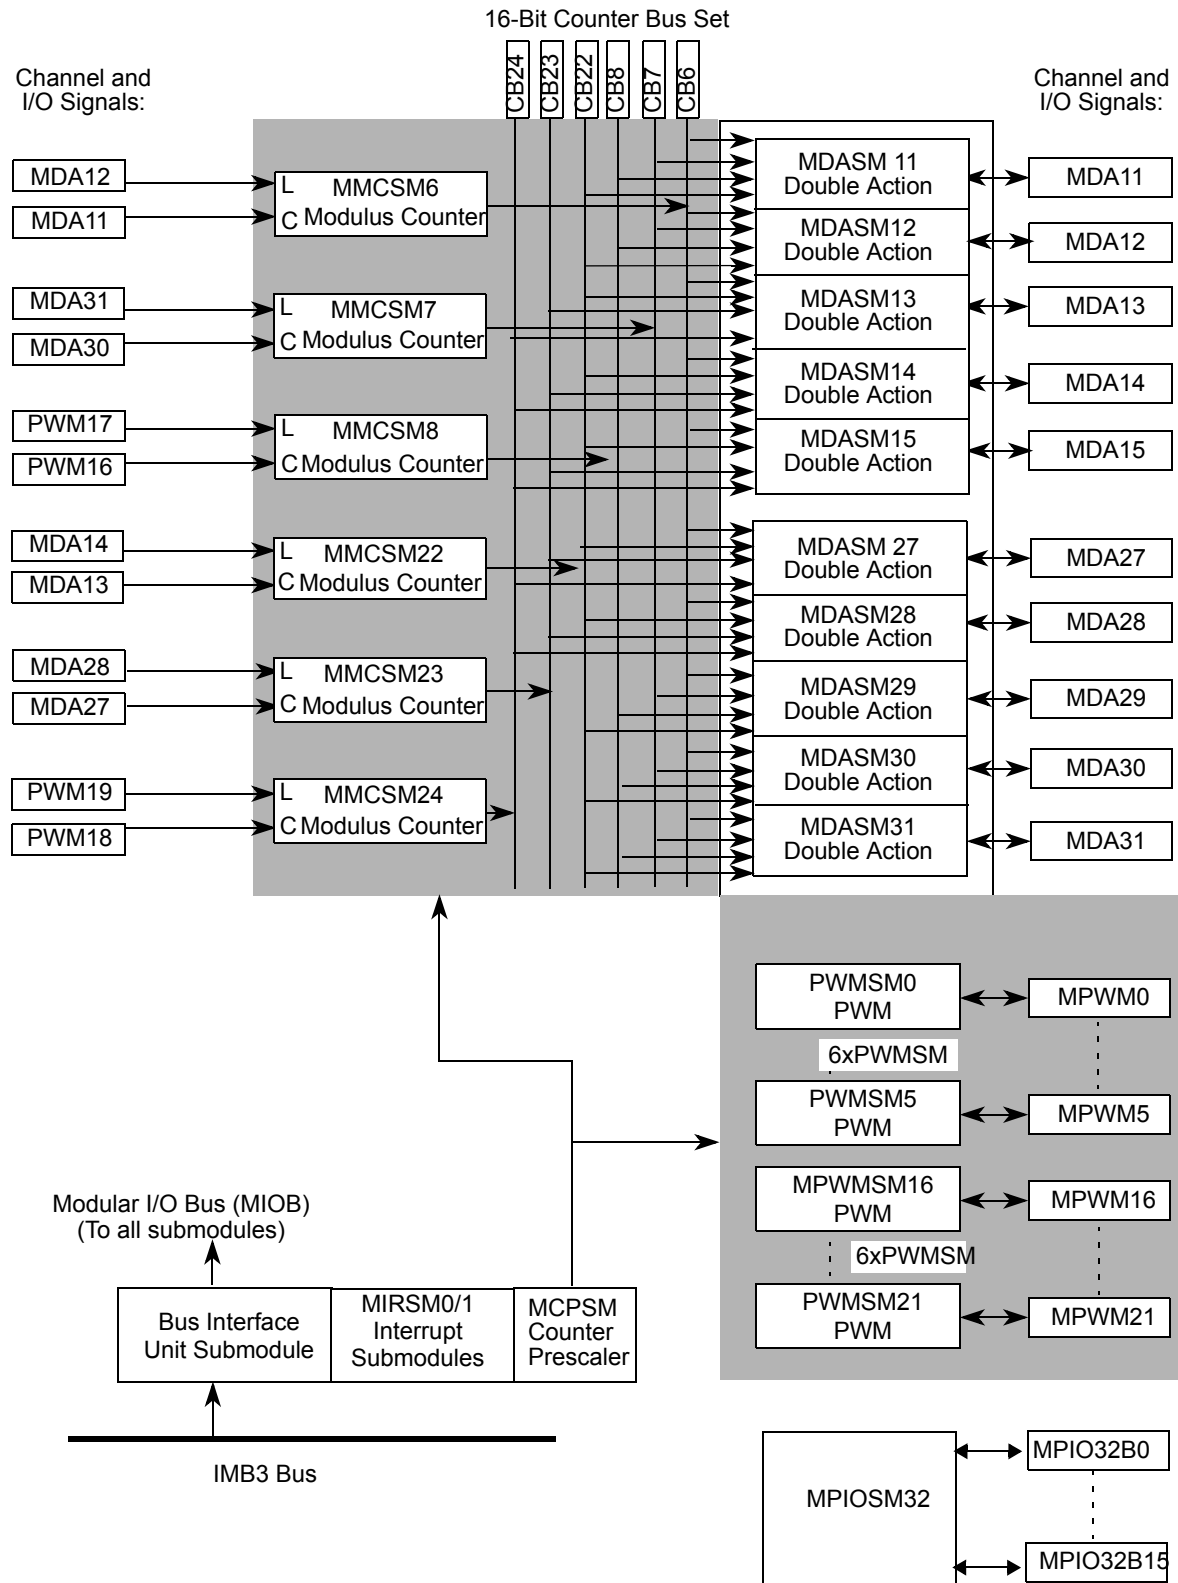 16-Bit Counter Bus Set
CB24
CB23
CB22
CB8
CB7
CB6
Channel and
I/O Signals:
Channel and
I/O Signals:
MDA12
MDA11
L
C
MMCSM6
Modulus Counter
MDASM 11
Double Action
MDA11
MDASM12
Double Action
MDA12
MDA31
MDA30
L
C
MMCSM7
Modulus Counter
MDASM13
Double Action
MDA13
MDASM14
Double Action
MDA14
PWM17
PWM16
L
C
MMCSM8
Modulus Counter
MDASM15
Double Action
MDA15
MDA14
MDA13
L
C
MMCSM22
Modulus Counter
MDASM 27
Double Action
MDA27
MDASM28
Double Action
MDA28
MDA28
MDA27
L
C
MMCSM23
Modulus Counter
MDASM29
Double Action
MDA29
MDASM30
Double Action
MDA30
PWM19
PWM18
L
C
MMCSM24
Modulus Counter
MDASM31
Double Action
MDA31
PWMSM0
PWM
MPWM0
6xPWMSM
PWMSM5
PWM
MPWM5
MPWMSM16
PWM
MPWM16
6xPWMSM
PWMSM21
PWM
MPWM21
Modular I/O Bus (MIOB)
(To all submodules)
Bus Interface
Unit Submodule
MIRSM0/1
Interrupt
Submodules
MCPSM
Counter
Prescaler
IMB3 Bus
MPIOSM32
MPIO32B0
MPIO32B15